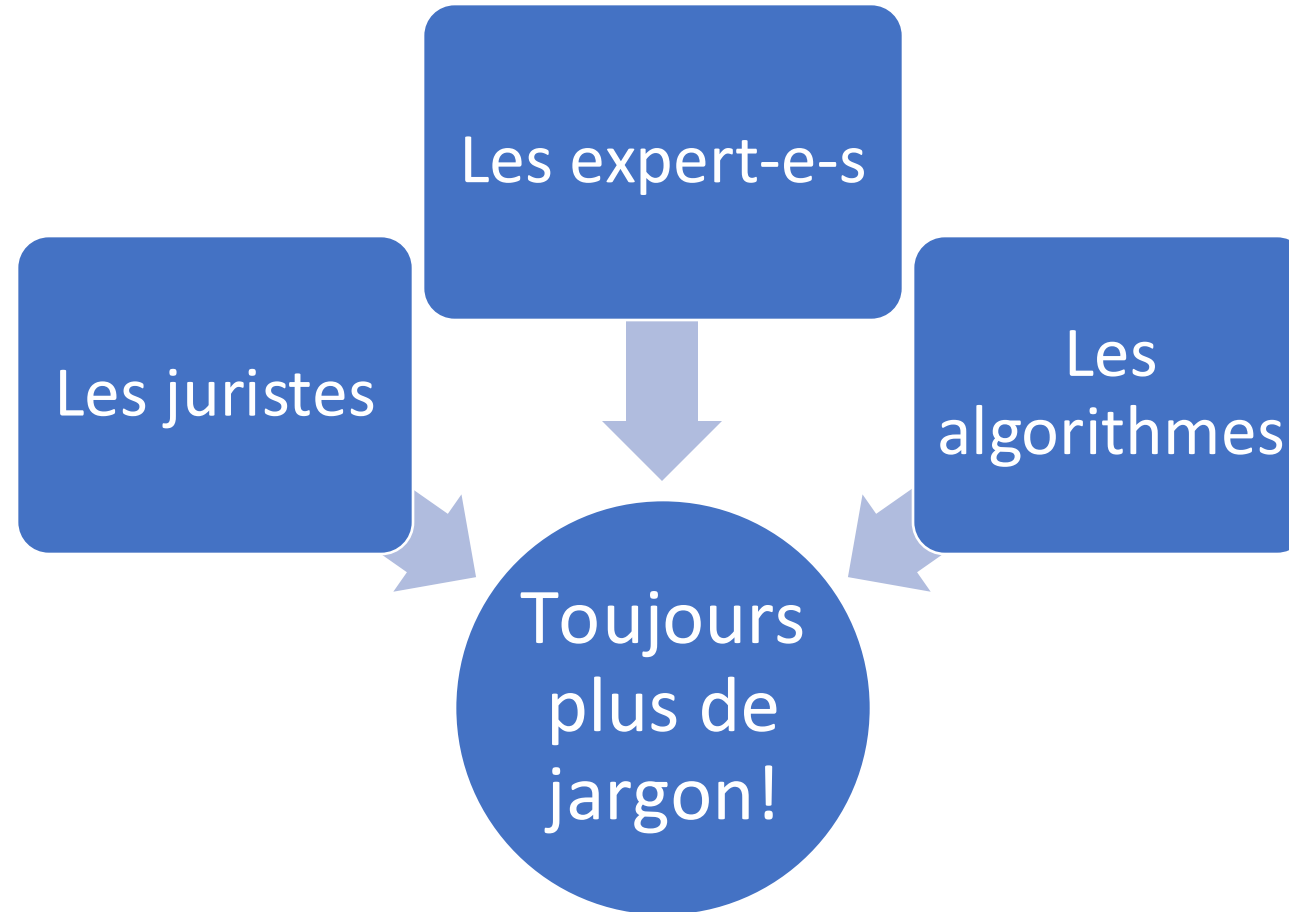 Les expert-e-s
Les juristes
Les
algorithmes
Toujours
plus de
jargon!